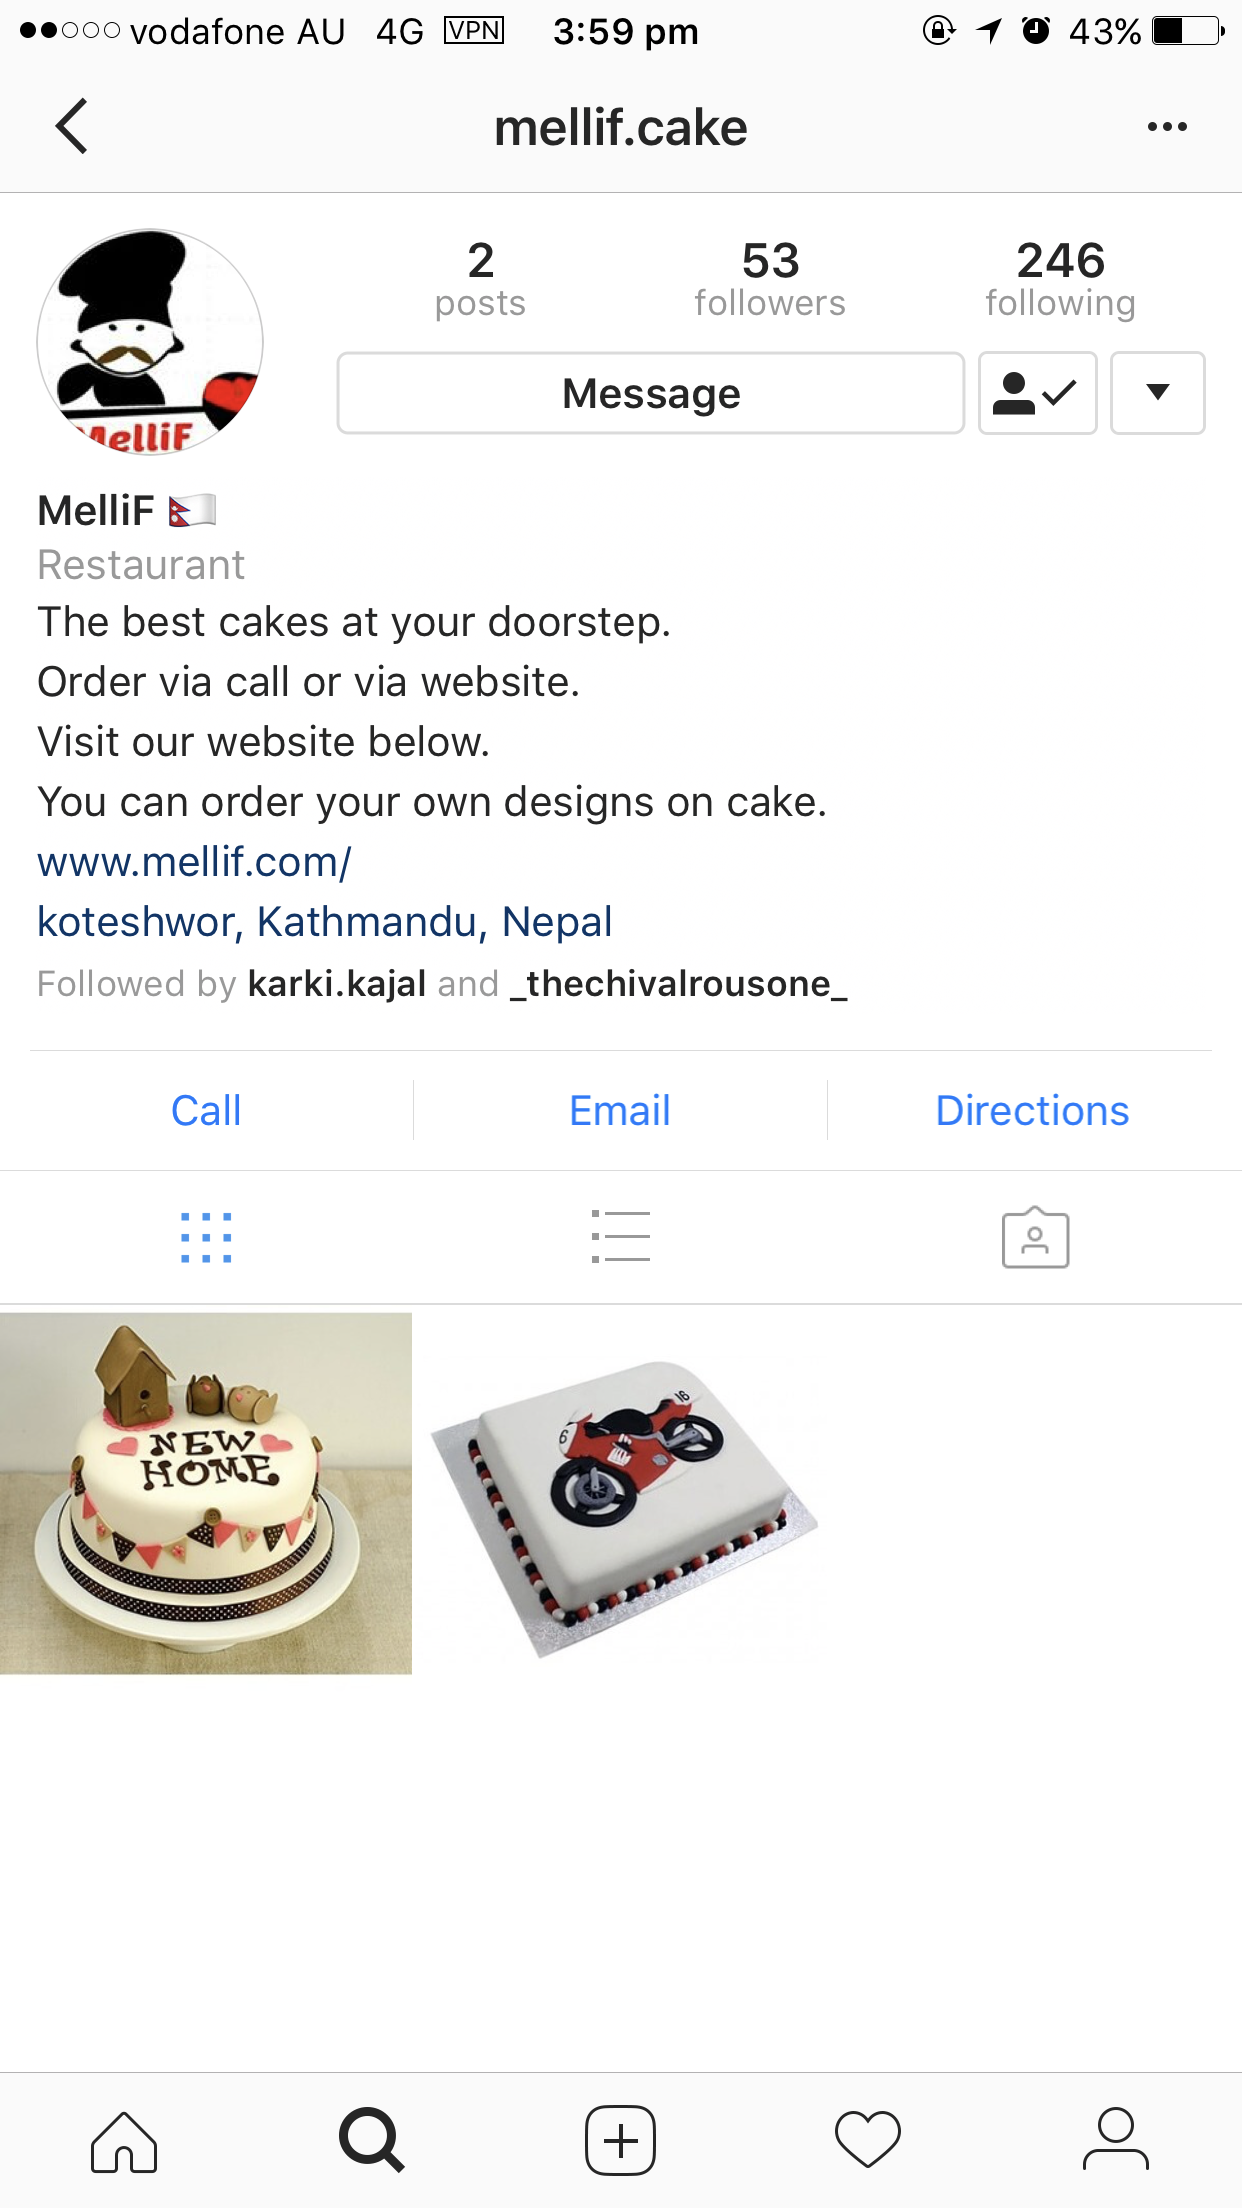 vodafone AU 4G VPN 3:59 pm 43%
mellif.cake
2 53 246
posts followers following
Message
MelliF
MelliF 🇳🇵
Restaurant
The best cakes at your doorstep.
Order via call or via website.
Visit our website below.
You can order your own designs on cake.
www.mellif.com/
koteshwor, Kathmandu, Nepal
Followed by karki.kajal and _thechivalrousone_
Call Email Directions
NEW
HOME
16
6